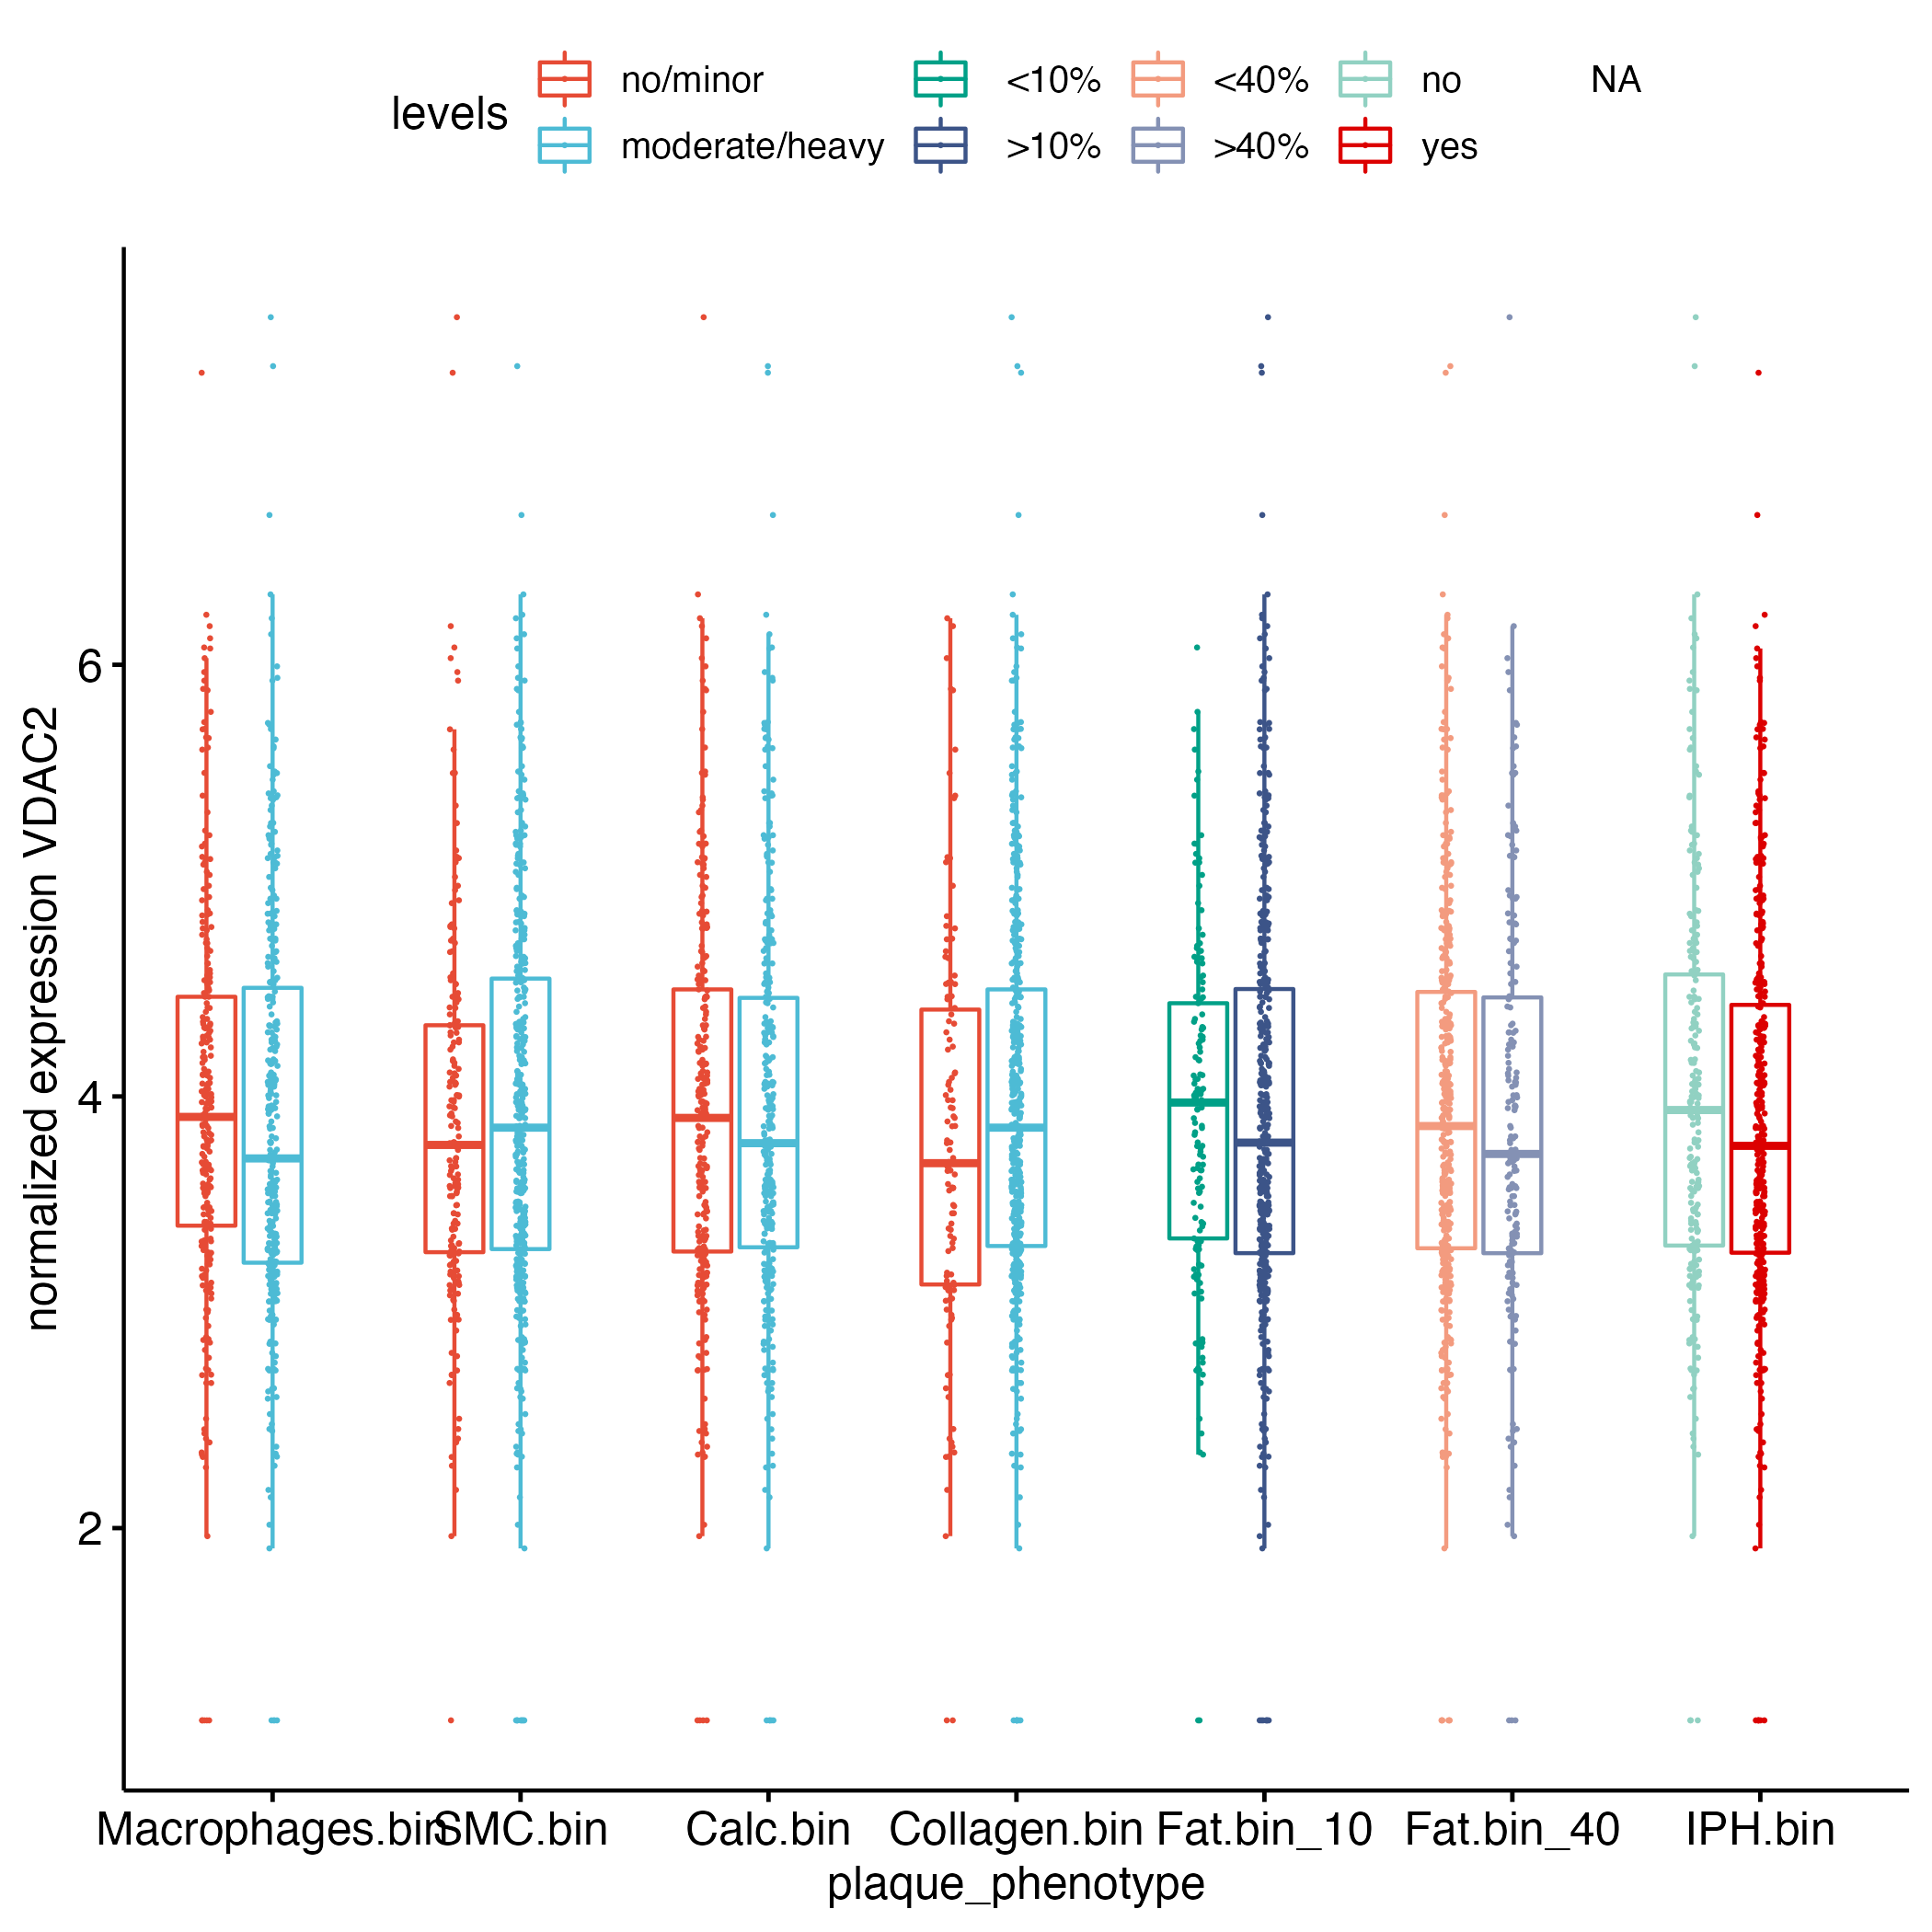 levels
no/minor <10% <40% no NA
moderate/heavy >10% >40% yes
normalized expression VDAC2
6
4
2
Macrophages.bin SMC.bin Calc.bin Collagen.bin Fat.bin_10 Fat.bin_40 IPH.bin
plaque_phenotype